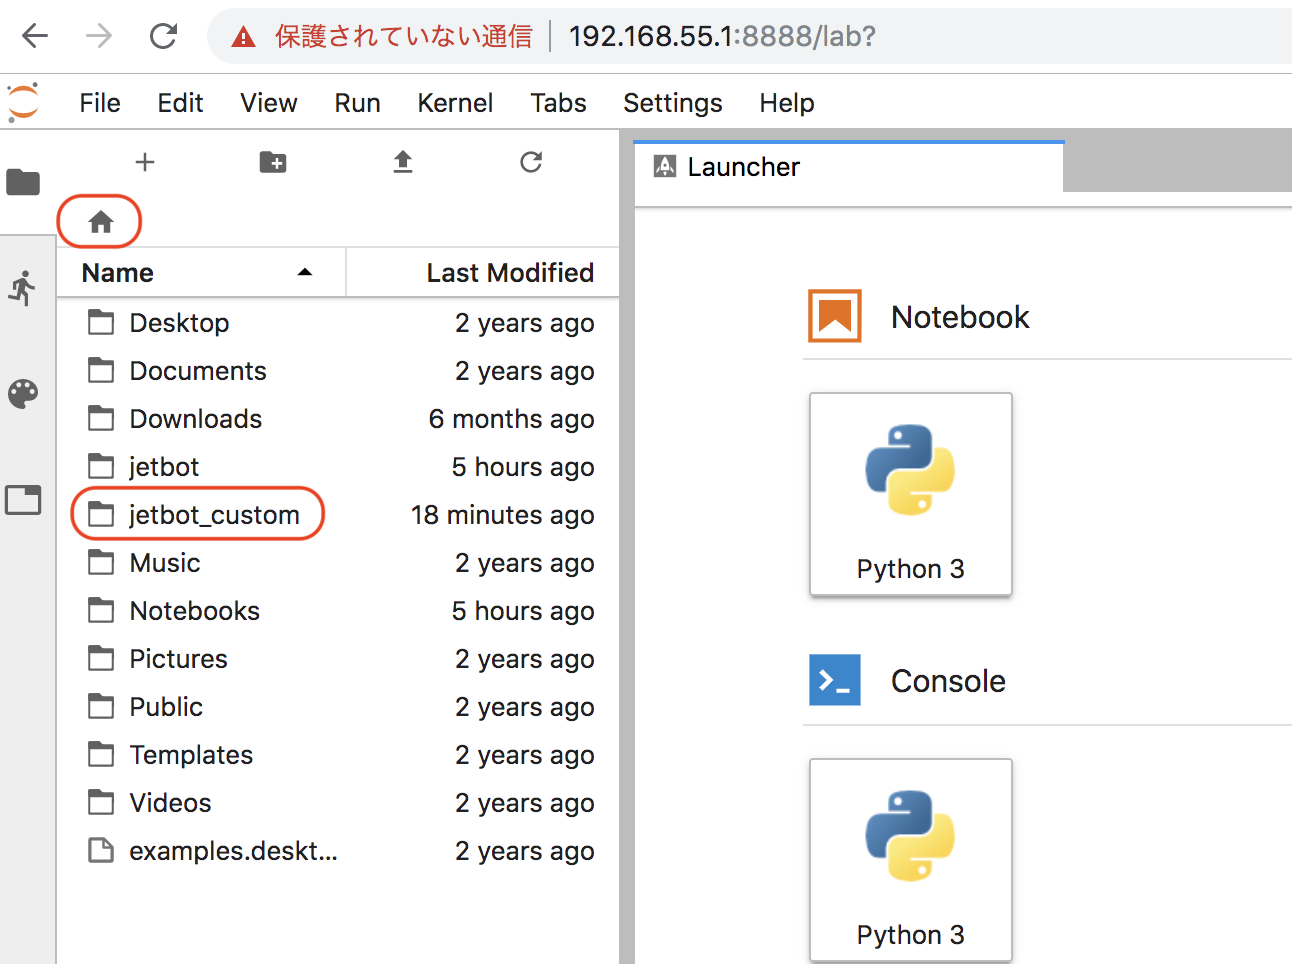 保護されていない通信 192.168.55.1:8888/lab?
File Edit View Run Kernel Tabs Settings Help
Launcher
Name Last Modified
Desktop 2 years ago
Documents 2 years ago
Downloads 6 months ago
jetbot 5 hours ago
jetbot_custom 18 minutes ago
Music 2 years ago
Notebooks 5 hours ago
Pictures 2 years ago
Public 2 years ago
Templates 2 years ago
Videos 2 years ago
examples.deskt... 2 years ago
Notebook
Python 3
Console
Python 3